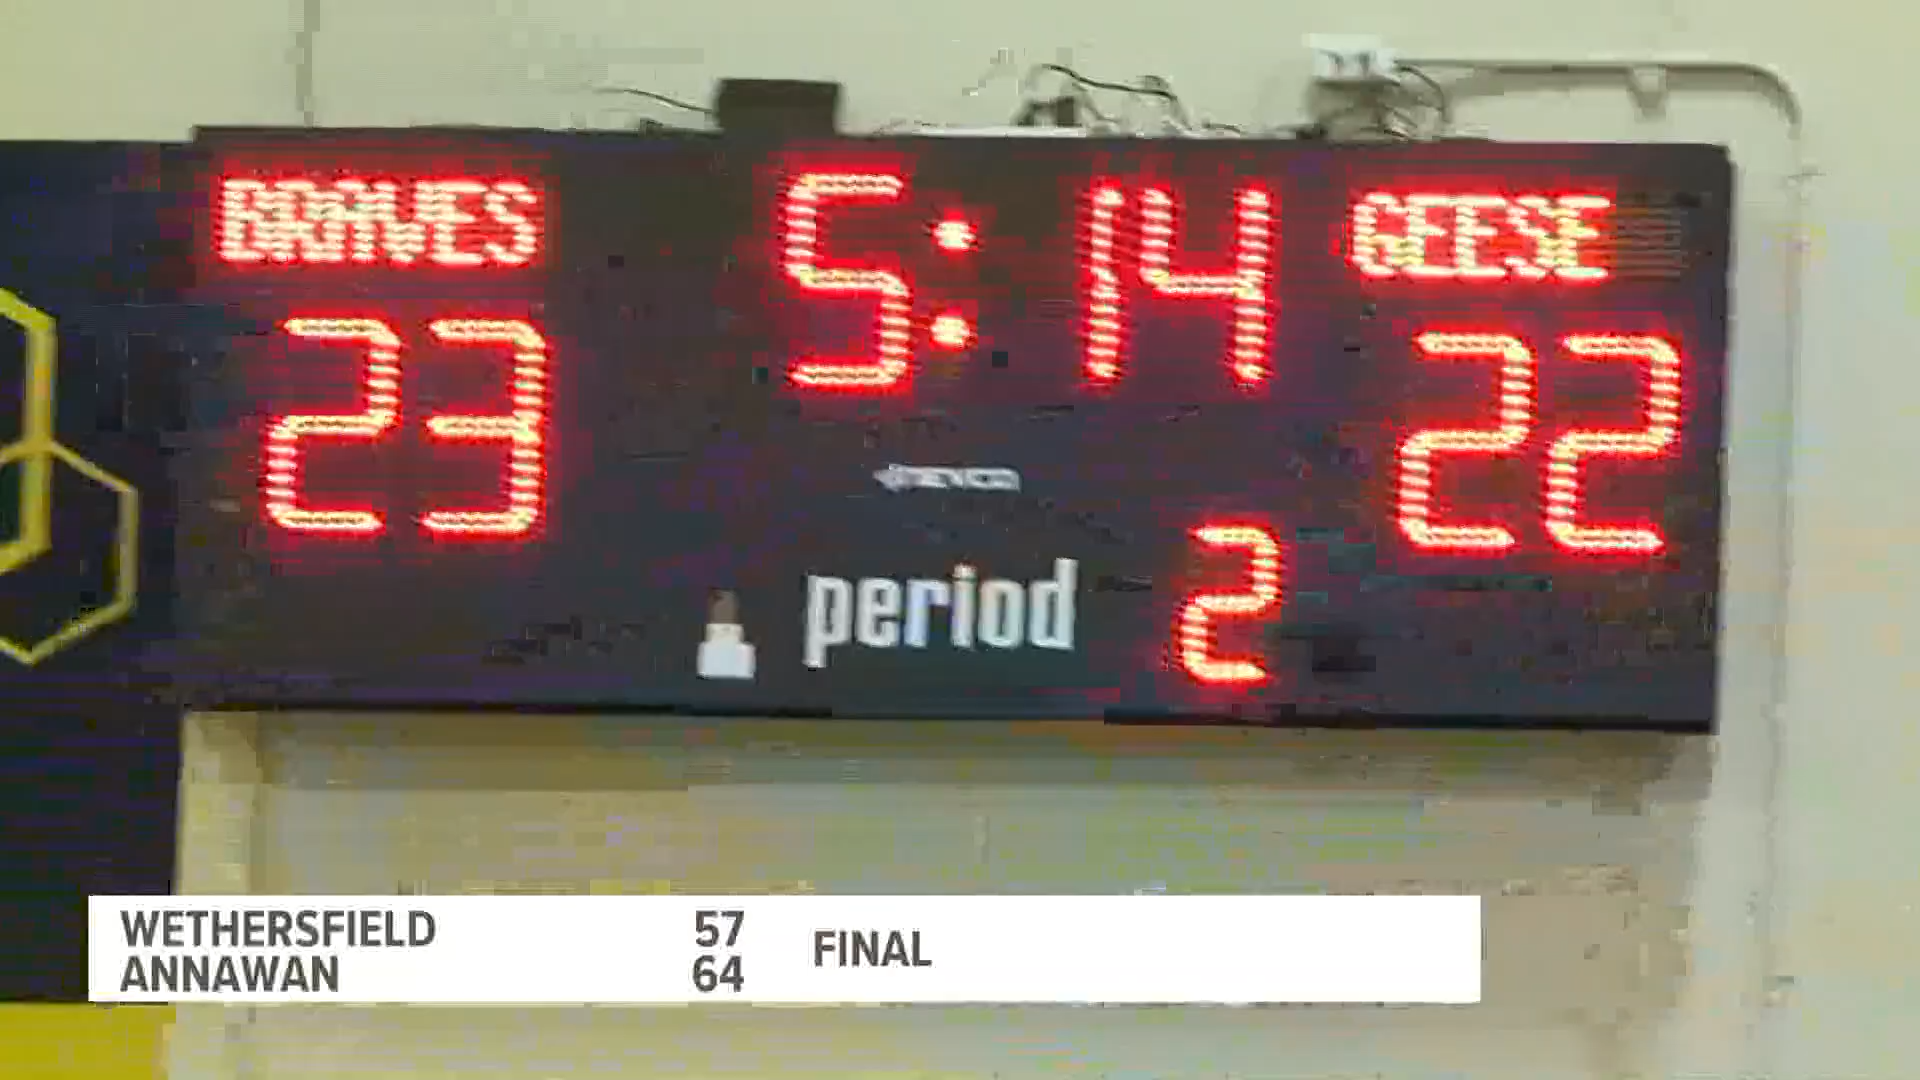 BRAVES 5:14 GEESE
23 22
period 2
WETHERSFIELD 57 FINAL
ANNAWAN 64